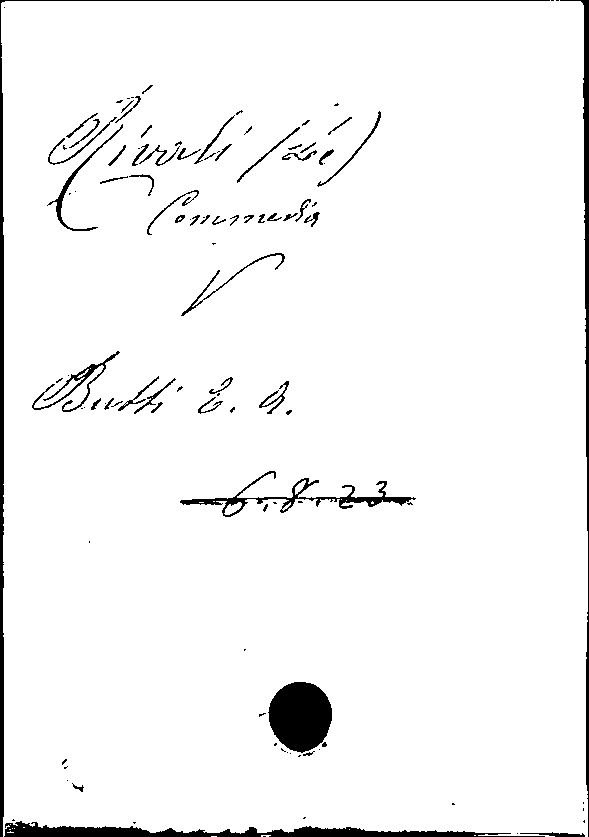 Rivali (Le)
Commedia
V
Butti E. A.
6.8.23